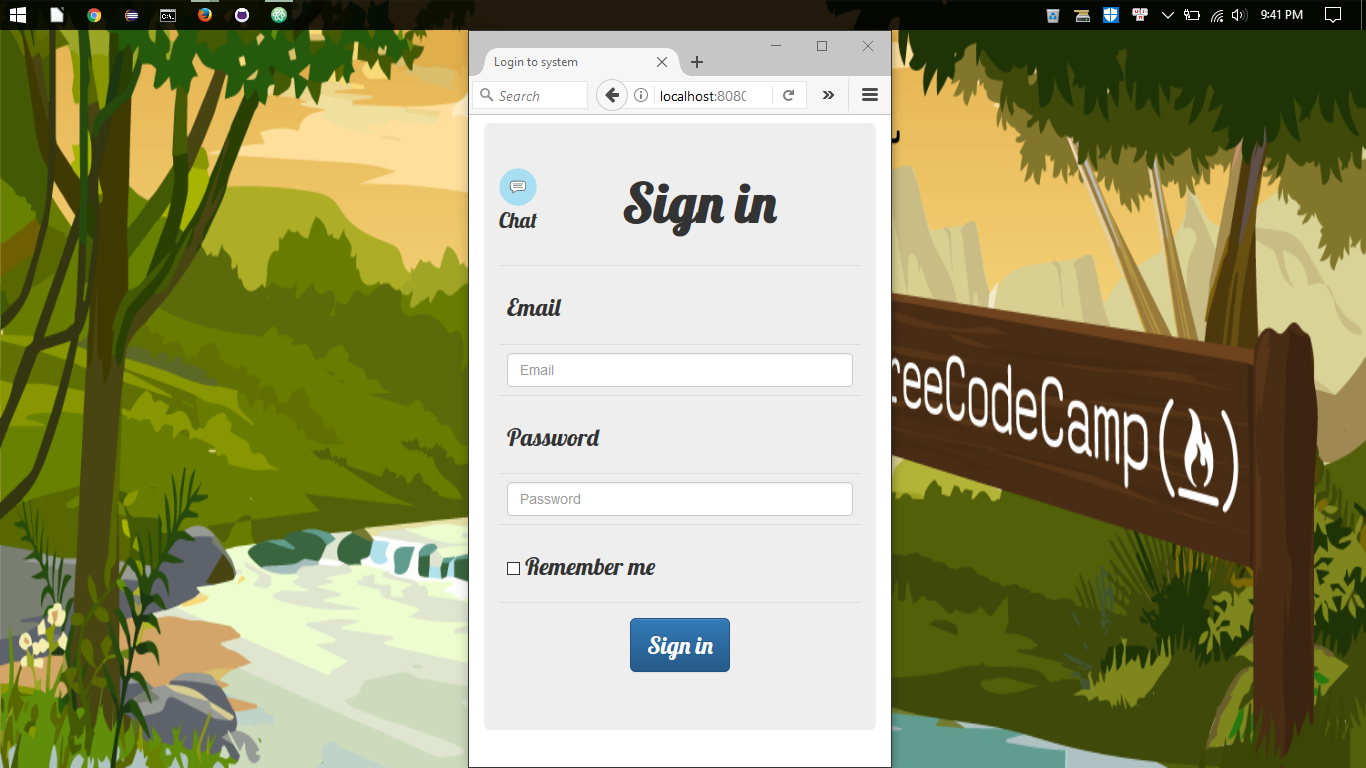 9:41 PM
Login to system
Search
localhost:8080
Chat
Sign in
Email
Email
Password
Password
Remember me
Sign in
reeCodeCamp(
)